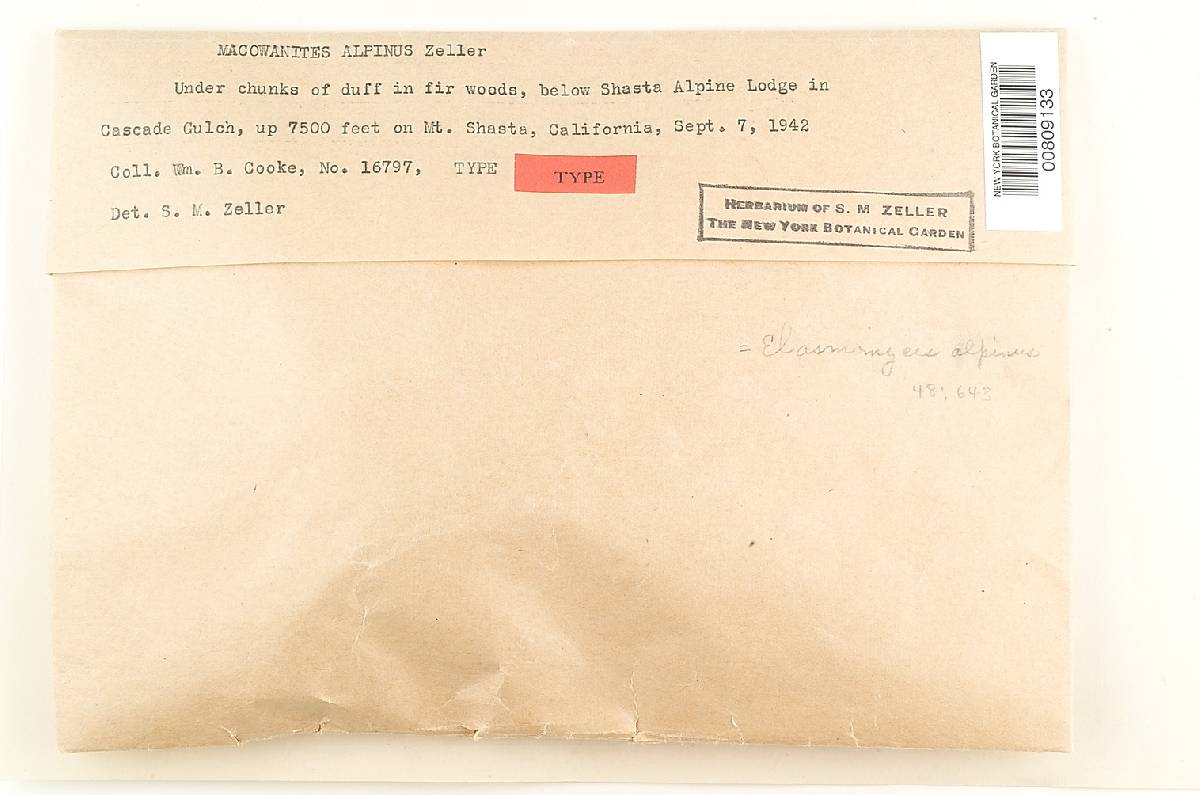 MACOWANITES ALPINUS Zeller
Under chunks of duff in fir woods, below Shasta Alpine Lodge in
Cascade Gulch, up 7500 feet on Mt. Shasta, California, Sept. 7, 1942
Coll. Wm. B. Cooke, No. 16797, TYPE
TYPE
Det. S. M. Zeller
HERBARIUM OF S. M ZELLER
THE NEW YORK BOTANICAL GARDEN
NEW YORK BOTANICAL GARDEN
00809133
= Elasmomyces alpinus
48:643